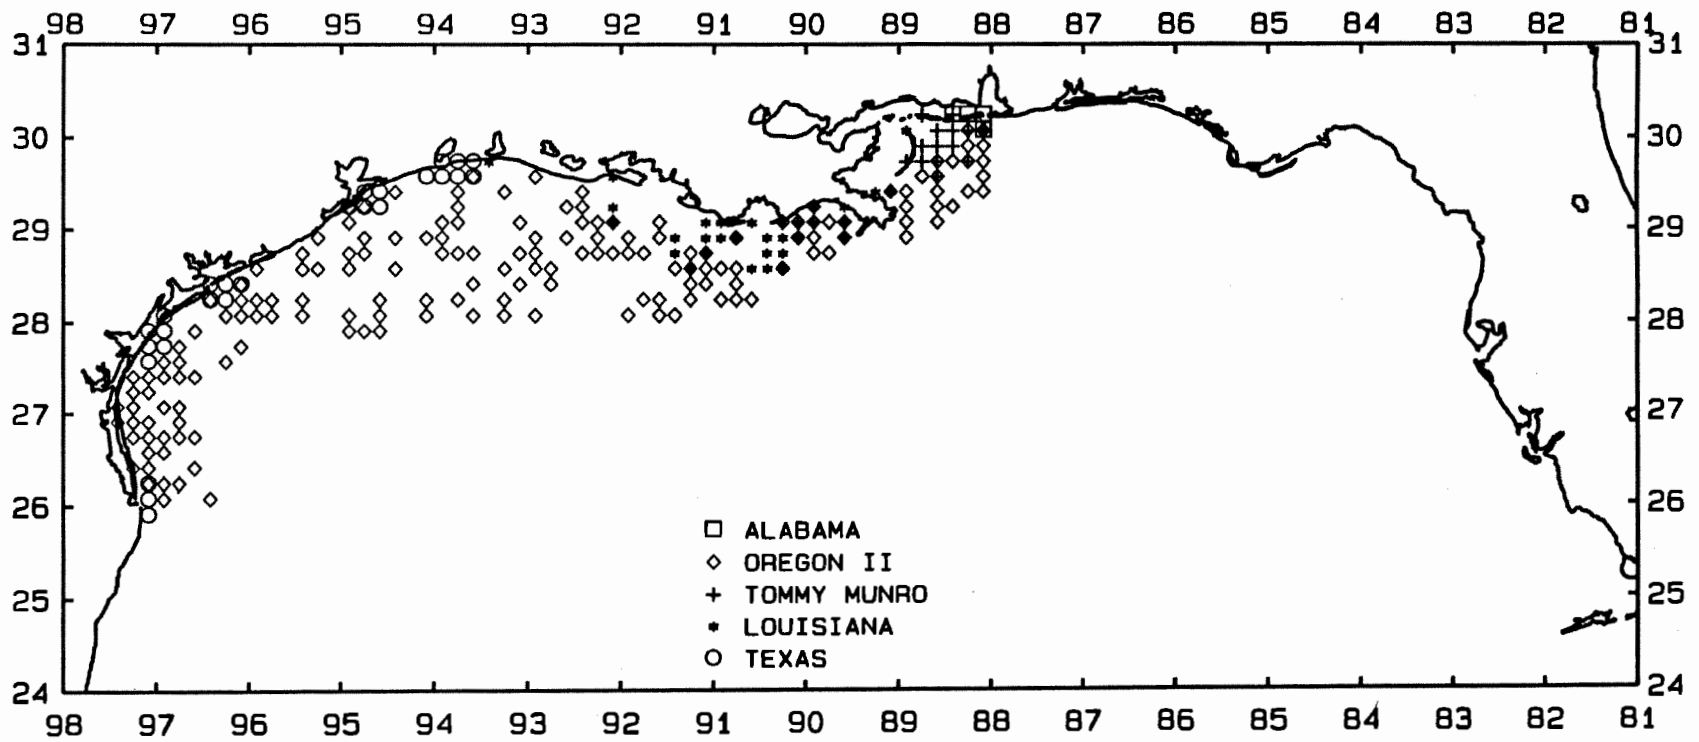 98 97 96 95 94 93 92 91 90 89 88 87 86 85 84 83 82 81
31 31
30 30
29 29
28 28
27 27
26 26
25 25
24 24
□ ALABAMA
◇ OREGON II
+ TOMMY MUNRO
* LOUISIANA
○ TEXAS
98 97 96 95 94 93 92 91 90 89 88 87 86 85 84 83 82 81